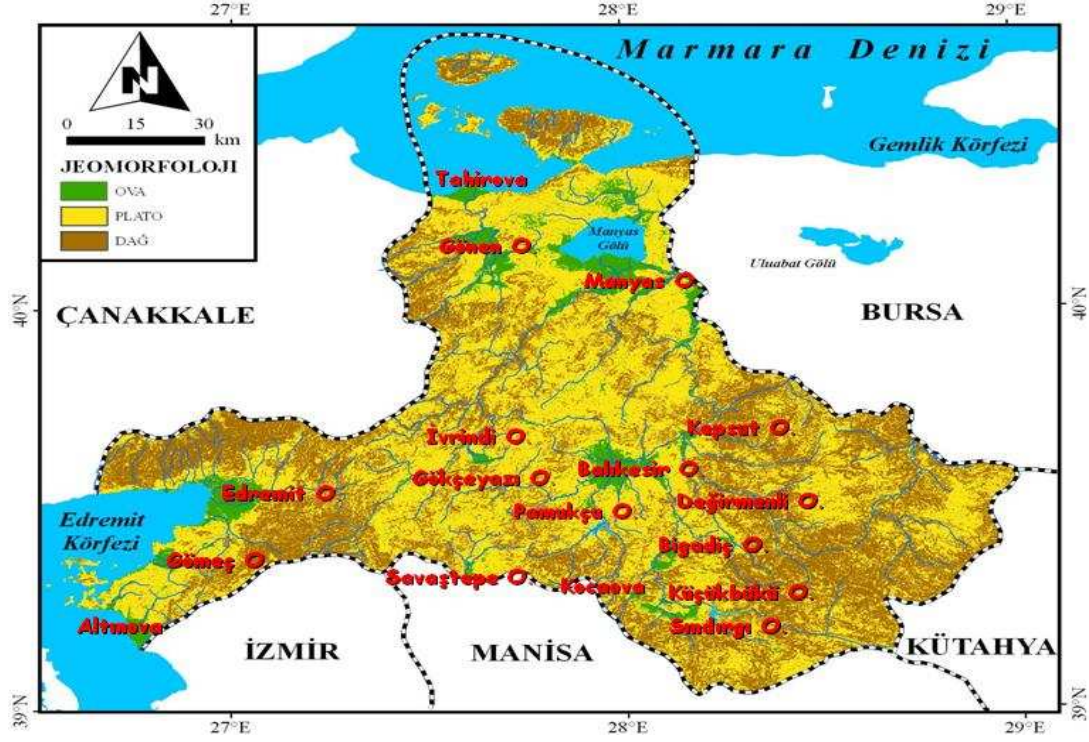 27°E 28°E 29°E
N
0 15 30
km
JEOMORFOLOJI
OVA
PLATO
DAĞ
Marmara Denizi
Gemlik Körfezi
Tahirova
Gönen O
Manyas
Gölü
Uluabat Gölü
Manyas O
40°N
ÇANAKKALE
BURSA
40°N
İvrindi O
Kepsut O
Balıkesir O
Gökçeyazı O
Edremit O
Değirmenli O
Pamukçu O
Edremit
Körfezi
Bigadiç O
Gömeç O
Savaştepe O
Kocaova
Küçükbükü O
Altınova
Sındırgı O
İZMİR
MANİSA
KÜTAHYA
39°N
39°N
27°E 28°E 29°E